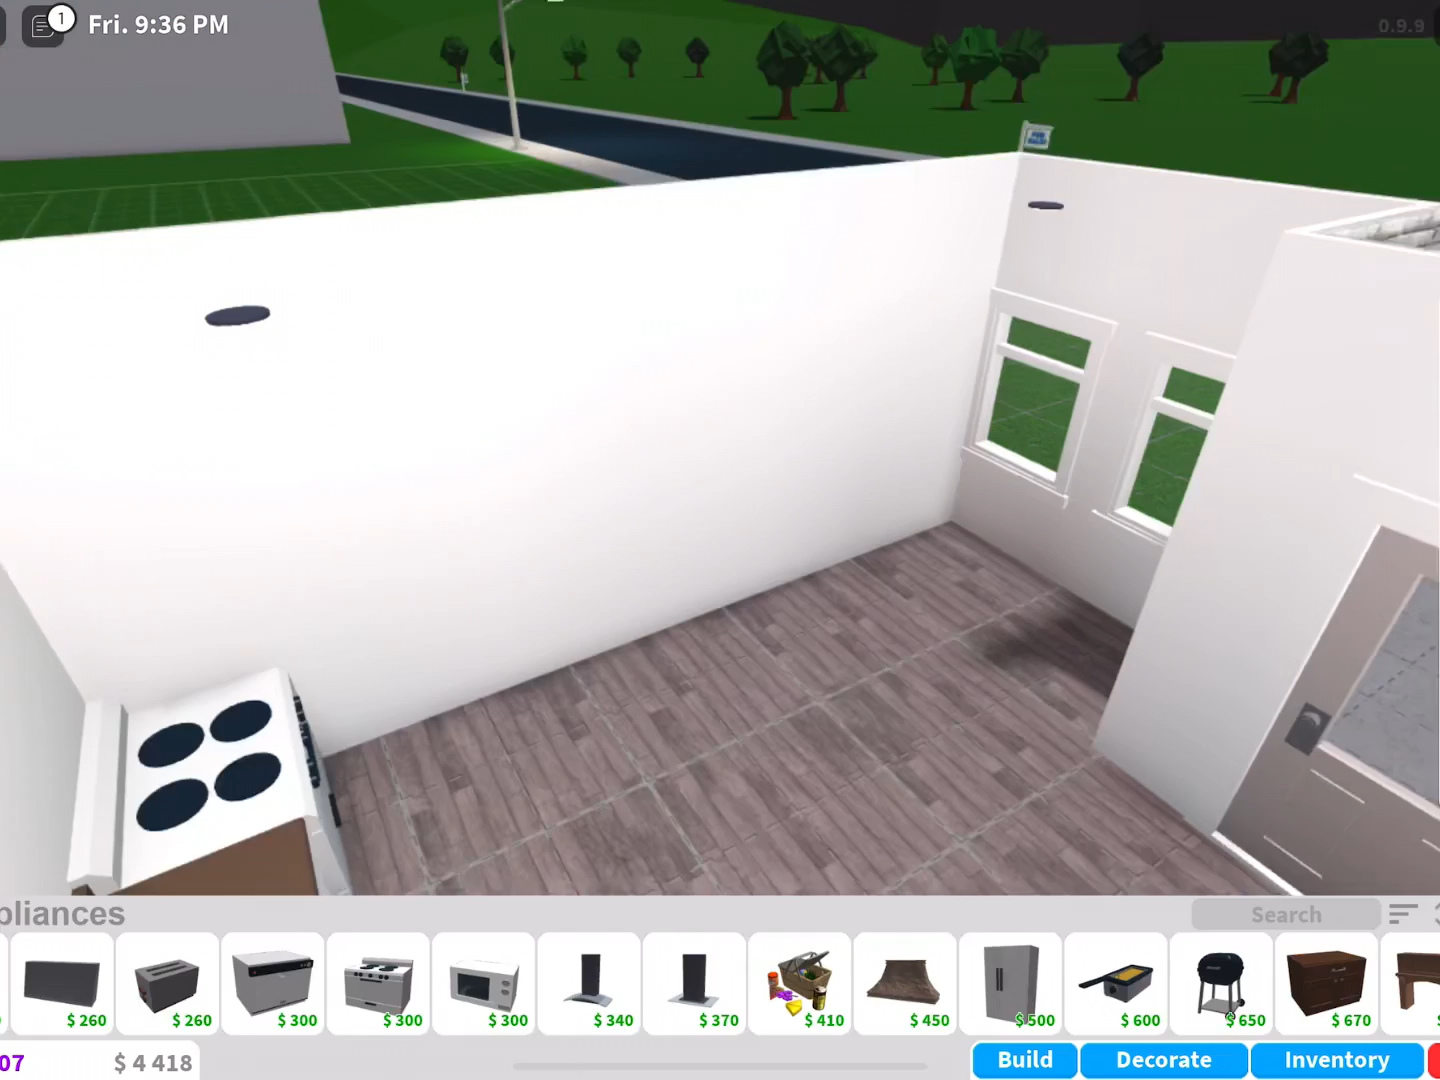 1
Fri. 9:36 PM
0.9.9
pliances
Search
$ 260
$ 260
$ 300
$ 300
$ 300
$ 340
$ 370
$ 410
$ 450
$ 500
$ 600
$ 650
$ 670
07
$ 4 418
Build
Decorate
Inventory